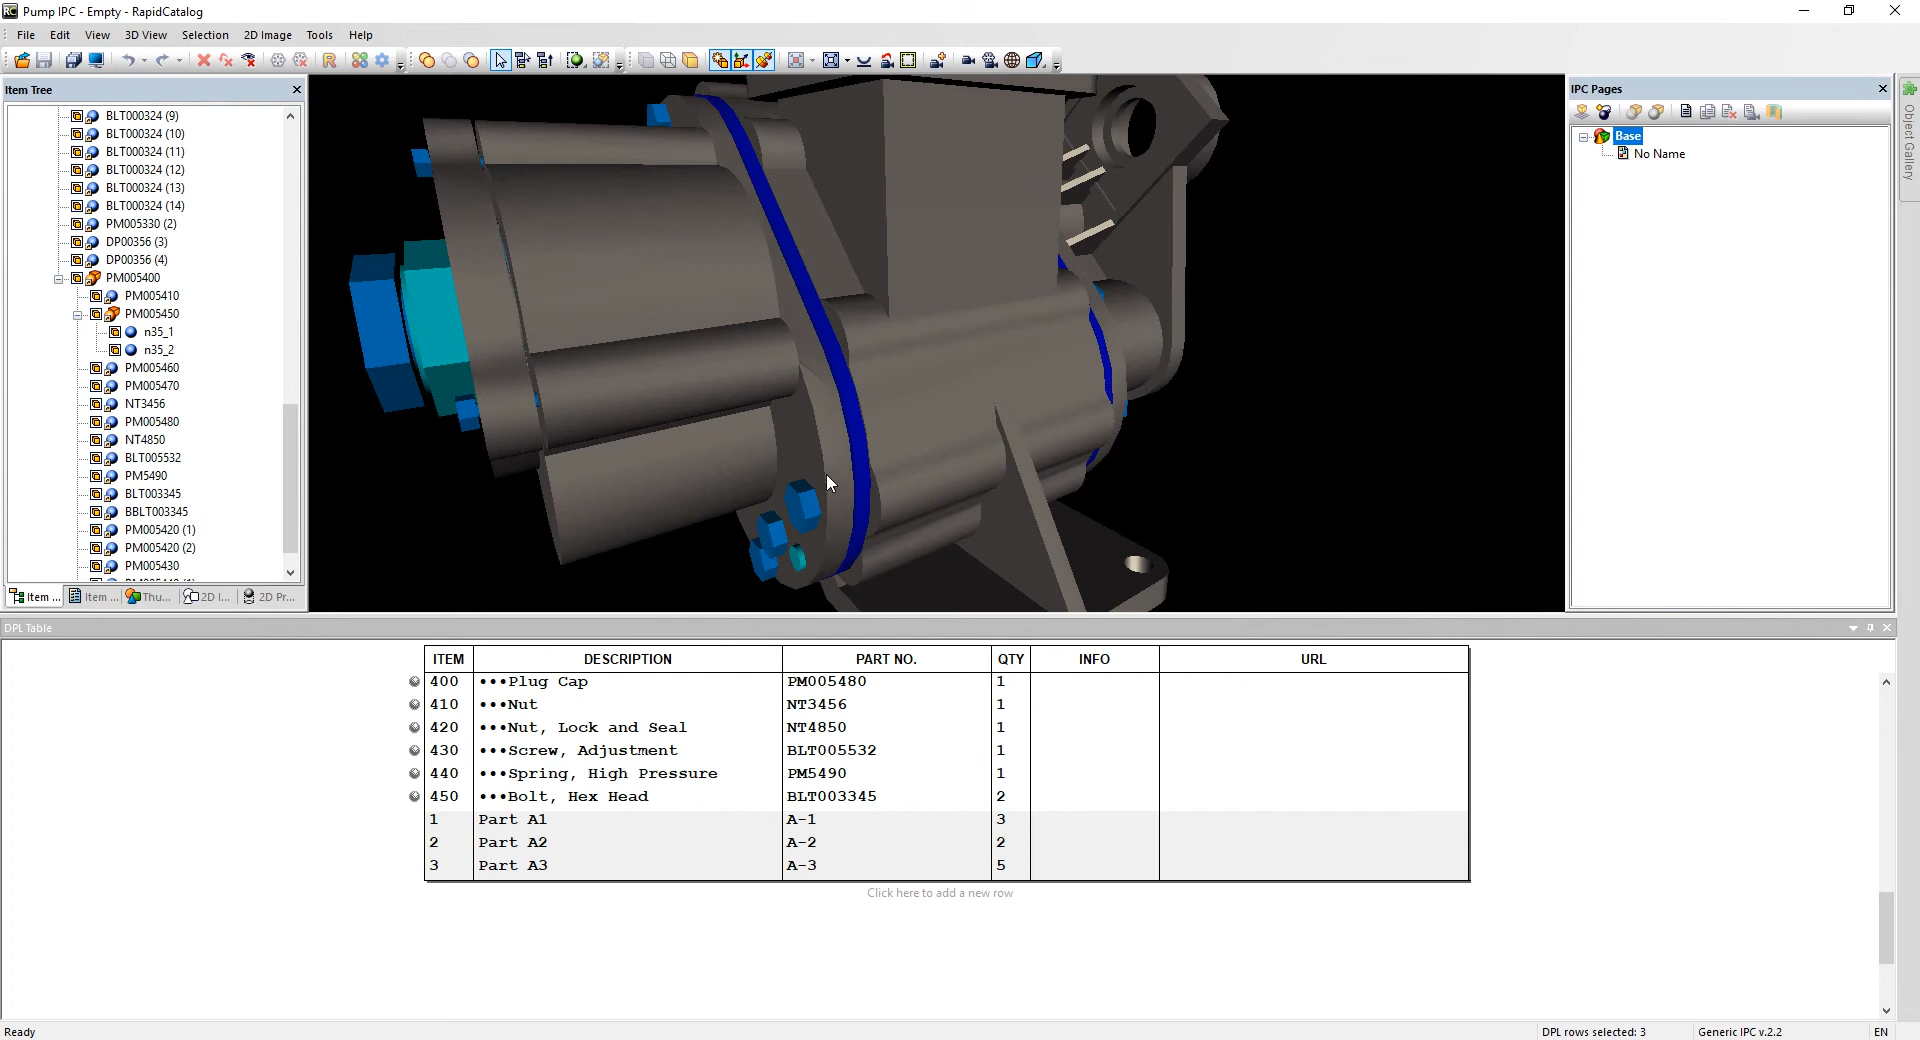 Pump IPC - Empty - RapidCatalog
File Edit View 3D View Selection 2D Image Tools Help
Item Tree
BLT000324 (9)
BLT000324 (10)
BLT000324 (11)
BLT000324 (12)
BLT000324 (13)
BLT000324 (14)
PM005330 (2)
DP00356 (3)
DP00356 (4)
PM005400
PM005410
PM005450
n35_1
n35_2
PM005460
PM005470
NT3456
PM005480
NT4850
BLT005532
PM5490
BLT003345
BBLT003345
PM005420 (1)
PM005420 (2)
PM005430
Item ... Item ... Thu... 2D I... 2D Pr...
IPC Pages
Base
No Name
Object Gallery
DPL Table
ITEM DESCRIPTION PART NO. QTY INFO URL
400 •••Plug Cap PM005480 1
410 •••Nut NT3456 1
420 •••Nut, Lock and Seal NT4850 1
430 •••Screw, Adjustment BLT005532 1
440 •••Spring, High Pressure PM5490 1
450 •••Bolt, Hex Head BLT003345 2
1 Part A1 A-1 3
2 Part A2 A-2 2
3 Part A3 A-3 5
Click here to add a new row
Ready DPL rows selected: 3 Generic IPC v.2.2 EN